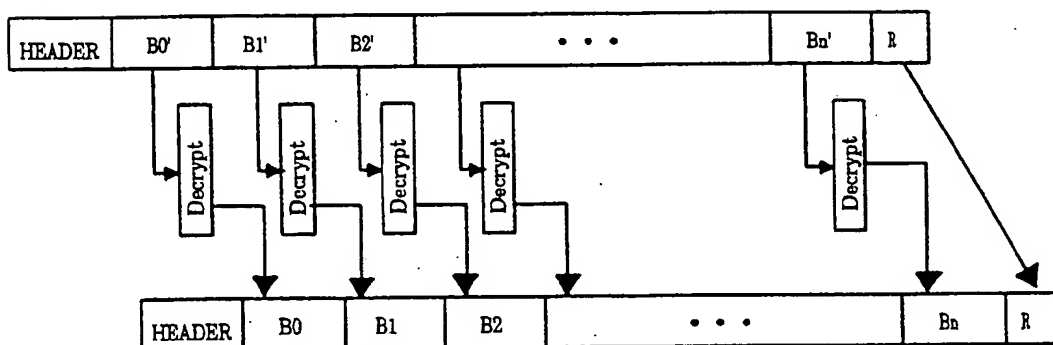 HEADER B0' B1' B2' • • • Bn' R
Decrypt Decrypt Decrypt Decrypt Decrypt
HEADER B0 B1 B2 • • • Bn R